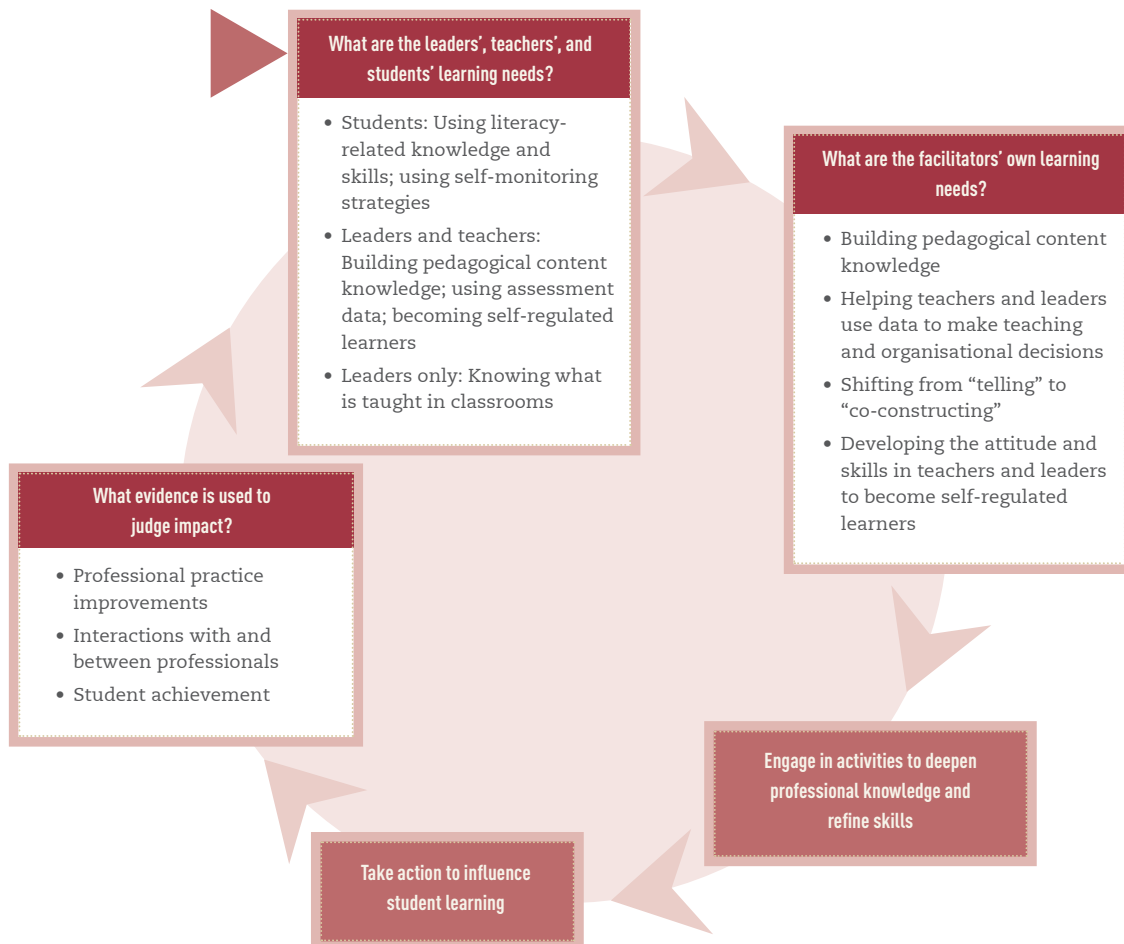 What are the leaders’, teachers’, and
students’ learning needs?
• Students: Using literacy-
related knowledge and
skills; using self-monitoring
strategies
• Leaders and teachers:
Building pedagogical content
knowledge; using assessment
data; becoming self-regulated
learners
• Leaders only: Knowing what
is taught in classrooms
What are the facilitators’ own learning
needs?
• Building pedagogical content
knowledge
• Helping teachers and leaders
use data to make teaching
and organisational decisions
• Shifting from “telling” to
“co-constructing”
• Developing the attitude and
skills in teachers and leaders
to become self-regulated
learners
Engage in activities to deepen
professional knowledge and
refine skills
Take action to influence
student learning
What evidence is used to
judge impact?
• Professional practice
improvements
• Interactions with and
between professionals
• Student achievement